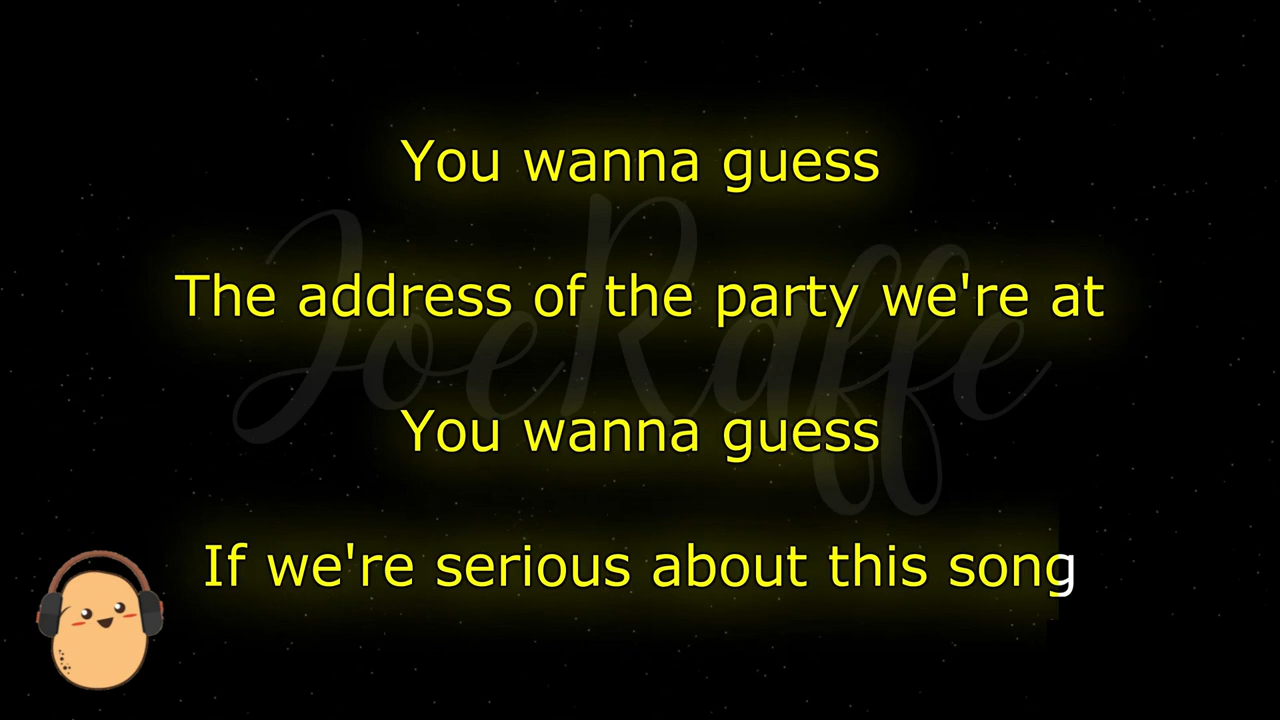 You wanna guess
The address of the party we're at
You wanna guess
If we're serious about this song
JoeRaffe